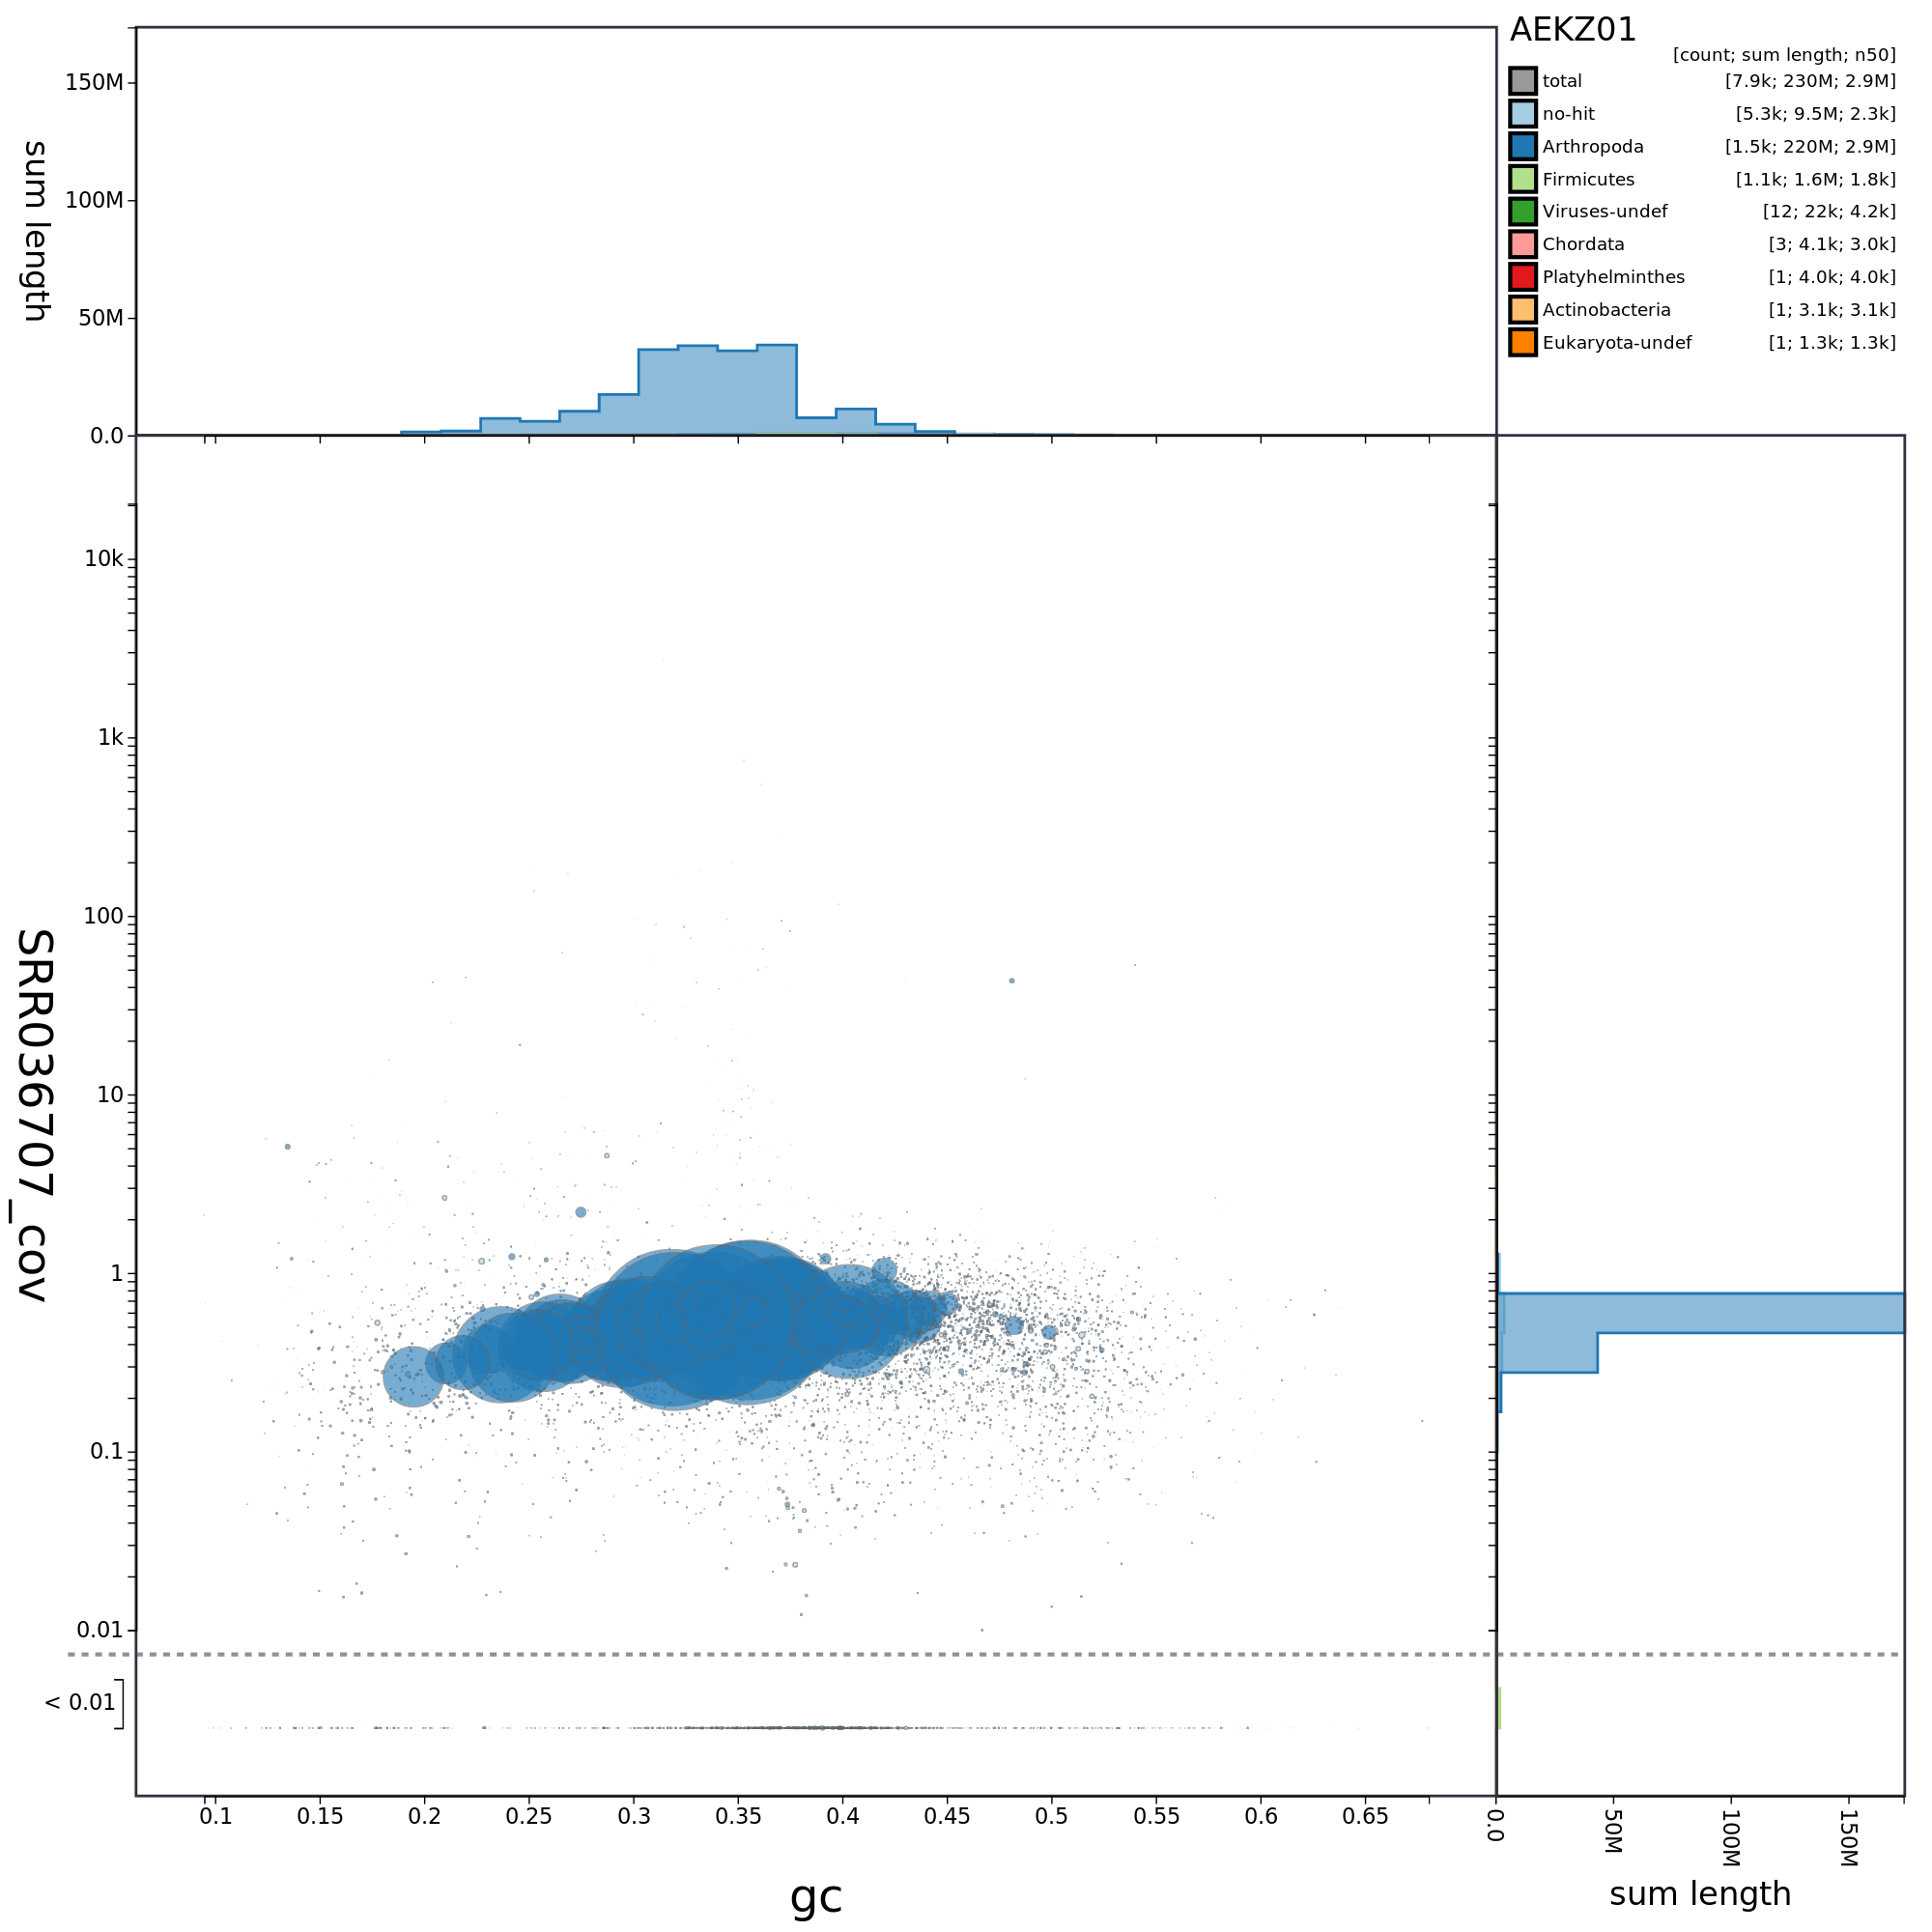 AEKZ01
[count; sum length; n50]
total [7.9k; 230M; 2.9M]
no-hit [5.3k; 9.5M; 2.3k]
Arthropoda [1.5k; 220M; 2.9M]
Firmicutes [1.1k; 1.6M; 1.8k]
Viruses-undef [12; 22k; 4.2k]
Chordata [3; 4.1k; 3.0k]
Platyhelminthes [1; 4.0k; 4.0k]
Actinobacteria [1; 3.1k; 3.1k]
Eukaryota-undef [1; 1.3k; 1.3k]
sum length
150M
100M
50M
0.0
SRR036707_cov
10k
1k
100
10
1
0.1
0.01
< 0.01
0.1 0.15 0.2 0.25 0.3 0.35 0.4 0.45 0.5 0.55 0.6 0.65
gc
0.0 50M 100M 150M
sum length